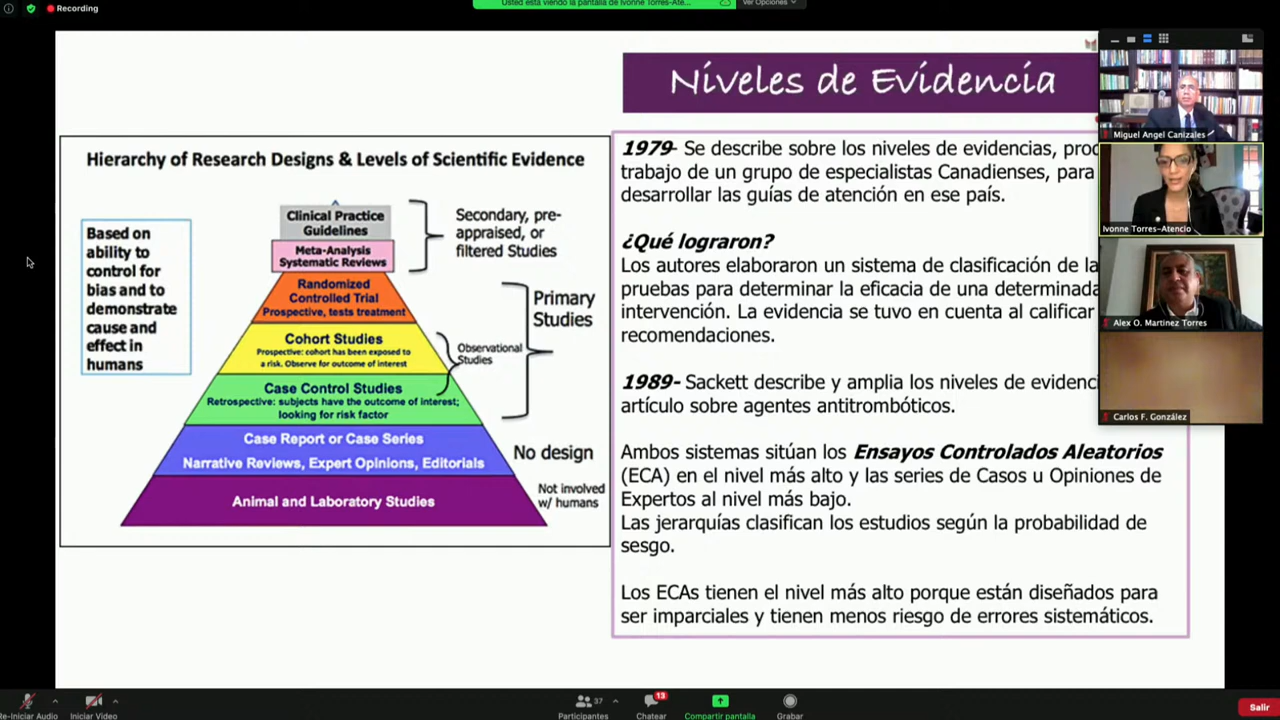 Recording
Usted está viendo la pantalla de Ivonne Torres-Ate...
Ver Opciones
Niveles de Evidencia
Hierarchy of Research Designs & Levels of Scientific Evidence
Based on
ability to
control for
bias and to
demonstrate
cause and
effect in
humans
Clinical Practice
Guidelines
Meta-Analysis
Systematic Reviews
Secondary, pre-
appraised, or
filtered Studies
Randomized
Controlled Trial
Prospective, tests treatment
Primary
Studies
Cohort Studies
Prospective: cohort has been exposed to
a risk. Observe for outcome of interest
Observational
Studies
Case Control Studies
Retrospective: subjects have the outcome of interest;
looking for risk factor
Case Report or Case Series
Narrative Reviews, Expert Opinions, Editorials
No design
Animal and Laboratory Studies
Not involved
w/ humans
1979- Se describe sobre los niveles de evidencias,
trabajo de un grupo de especialistas Canadienses, para
desarrollar las guías de atención en ese país.
¿Qué lograron?
Los autores elaboraron un sistema de clasificación de
pruebas para determinar la eficacia de una determinada
intervención. La evidencia se tuvo en cuenta al calificar
recomendaciones.
1989- Sackett describe y amplia los niveles de
artículo sobre agentes antitrombóticos.
Ambos sistemas sitúan los Ensayos Controlados Aleatorios
(ECA) en el nivel más alto y las series de Casos u Opiniones de
Expertos al nivel más bajo.
Las jerarquías clasifican los estudios según la probabilidad de
sesgo.
Los ECAs tienen el nivel más alto porque están diseñados para
ser imparciales y tienen menos riesgo de errores sistemáticos.
Miguel Angel Canizales
Ivonne Torres-Atencio
Alex O. Martinez Torres
Carlos F. González
Re-Iniciar Audio
Iniciar Video
37
Participantes
13
Chatear
Compartir pantalla
Grabar
Salir